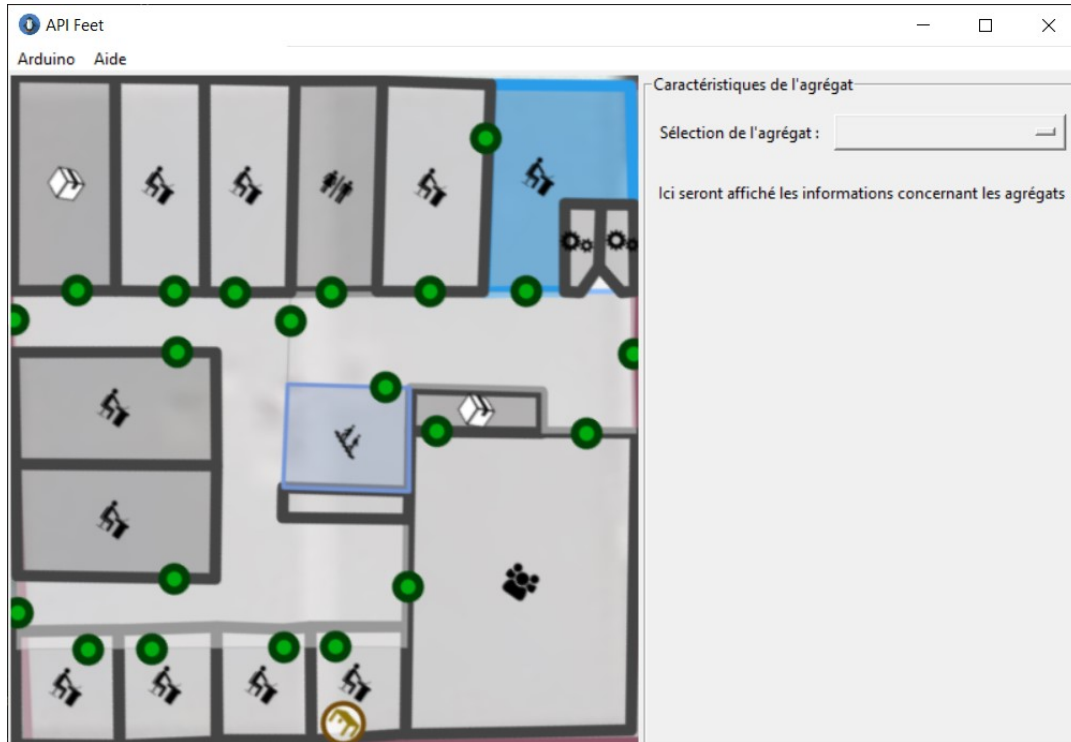 API Feet
Arduino Aide
Caractéristiques de l'agrégat
Sélection de l'agrégat :
Ici seront affiché les informations concernant les agrégats